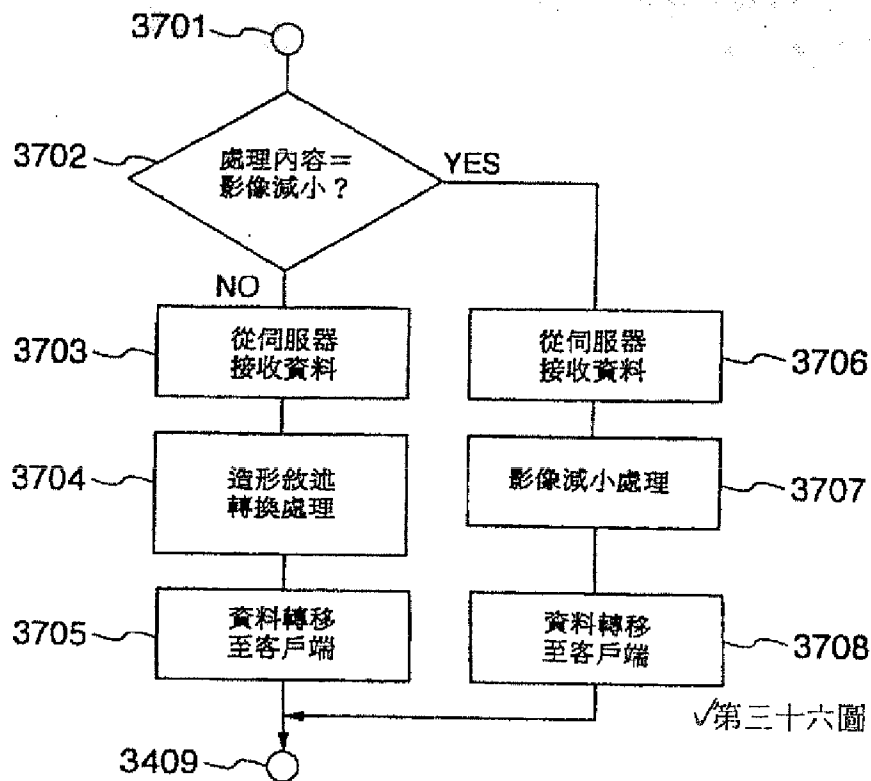 3701
3702
處理內容＝
影像減小？
YES
NO
3703
從伺服器
接收資料
從伺服器
接收資料
3706
3704
造形敘述
轉換處理
影像減小處理
3707
3705
資料轉移
至客戶端
資料轉移
至客戶端
3708
✓第三十六圖
3409